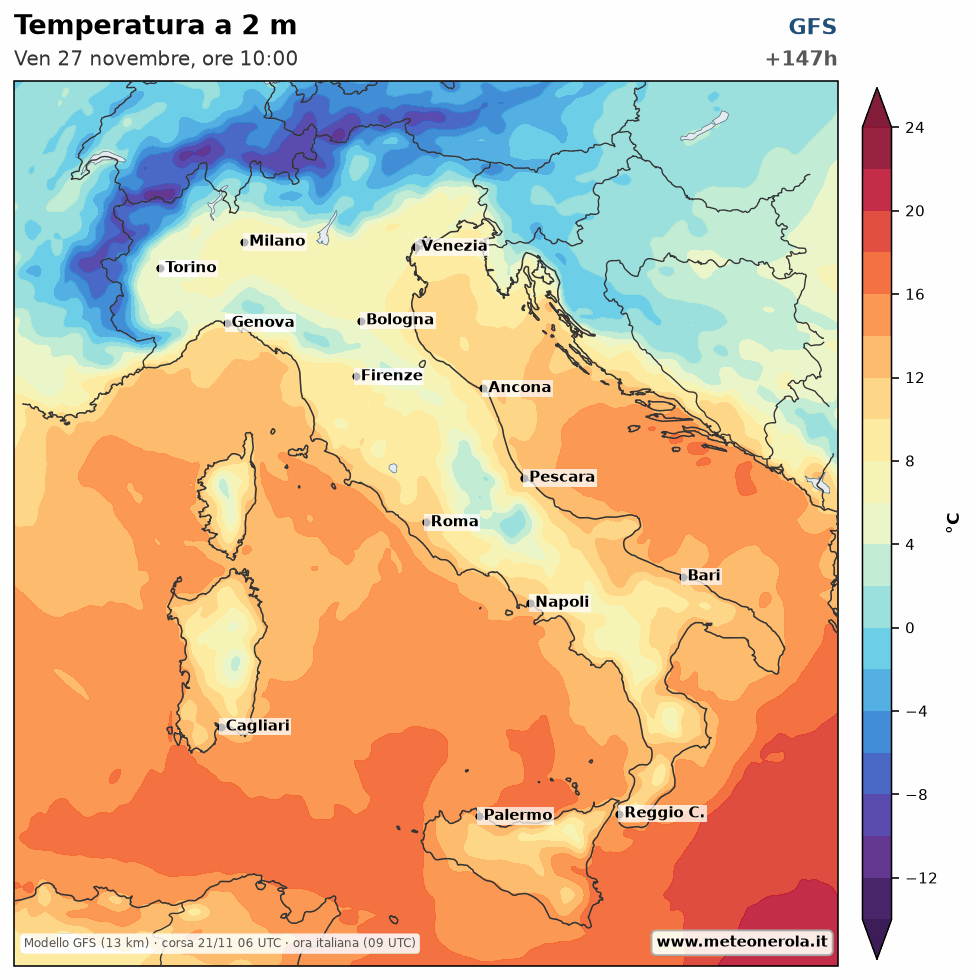 Temperatura a 2 m
GFS
Ven 27 novembre, ore 10:00
+147h
24
20
16
12
8
4
0
−4
−8
−12
°C
Milano
Venezia
Torino
Genova
Bologna
Firenze
Ancona
Pescara
Roma
Bari
Napoli
Cagliari
Palermo
Reggio C.
Modello GFS (13 km) · corsa 21/11 06 UTC · ora italiana (09 UTC)
www.meteonerola.it